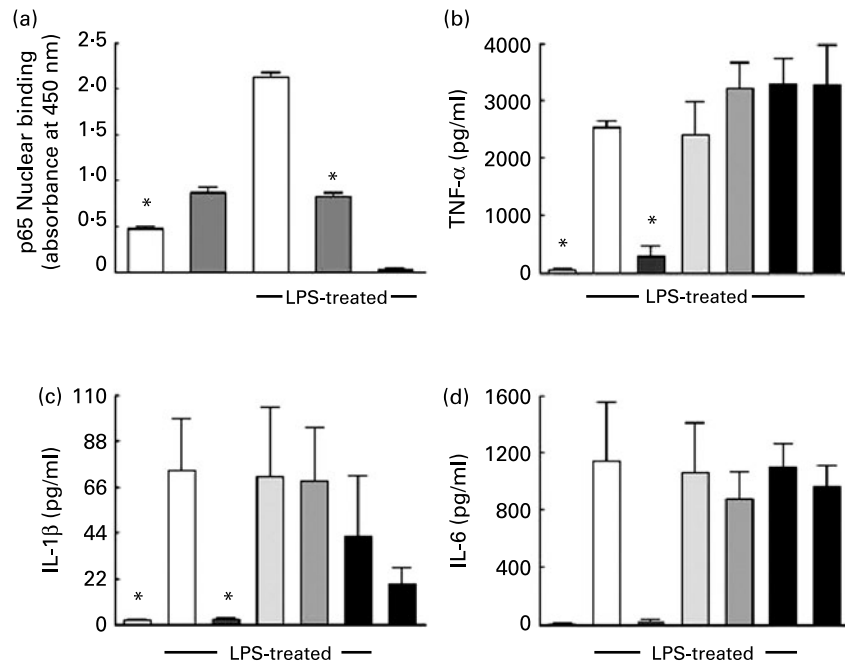 (a)
p65 Nuclear binding
(absorbance at 450 nm)
2·5
2·0
1·5
1·0
0·5
0
*
*
LPS-treated
(b)
TNF-α (pg/ml)
4000
3000
2000
1000
0
*
*
LPS-treated
(c)
IL-1β (pg/ml)
110
88
66
44
22
0
*
*
LPS-treated
(d)
IL-6 (pg/ml)
1600
1200
800
400
0
LPS-treated